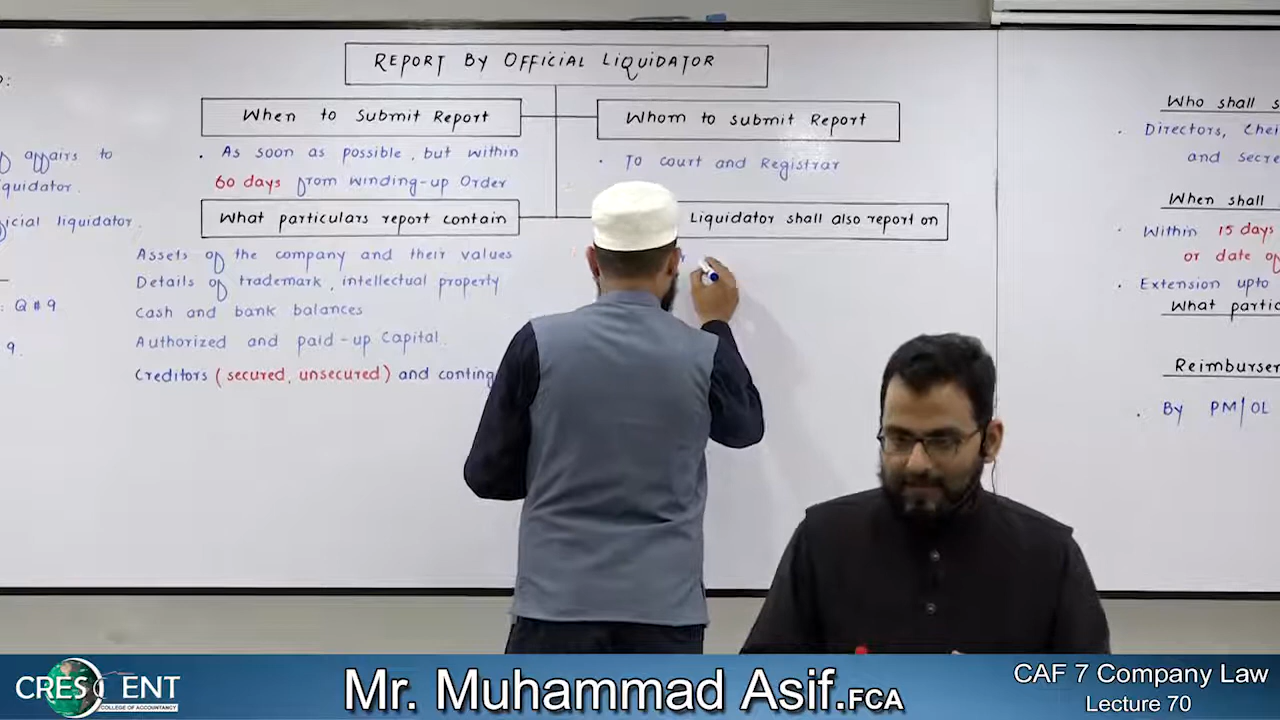 REPORT BY OFFICIAL LIQUIDATOR
When to Submit Report
Whom to submit Report
. As soon as possible, but within
60 days from winding-up Order
. To court and Registrar
What particulars report contain
Liquidator shall also report on
Assets of the company and their values
Details of trademark, intellectual property
Cash and bank balances
Authorized and paid-up Capital.
Creditors (secured, unsecured) and conting
of affairs to
iquidator.
icial liquidator.
: Q # 9
9.
Who shall s
. Directors, Chei
and secre
When shall
. Within 15 days
or date of
. Extension upto
What partic
Reimburser
. By PM/OL
CRESCENT
COLLEGE OF ACCOUNTANCY
Mr. Muhammad Asif.FCA
CAF 7 Company Law
Lecture 70